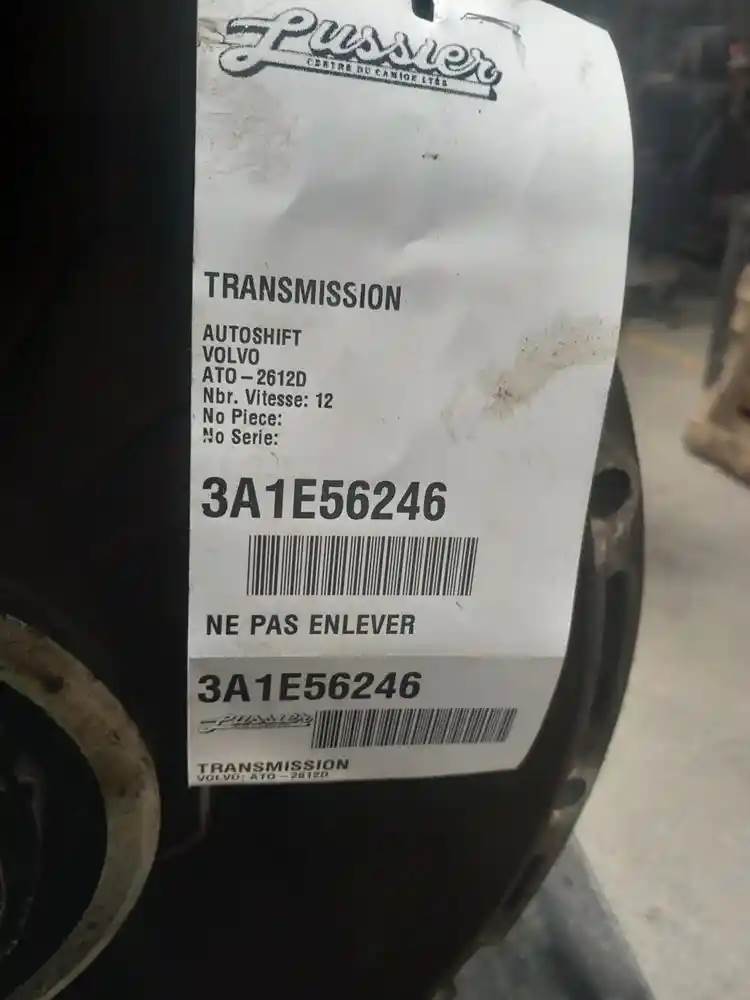 Lussier
CENTRE DU CAMION LTÉE
TRANSMISSION
AUTOSHIFT
VOLVO
ATO-2612D
Nbr. Vitesse: 12
No Piece:
No Serie:
3A1E56246
NE PAS ENLEVER
3A1E56246
Lussier
TRANSMISSION
VOLVO: ATO-2612D